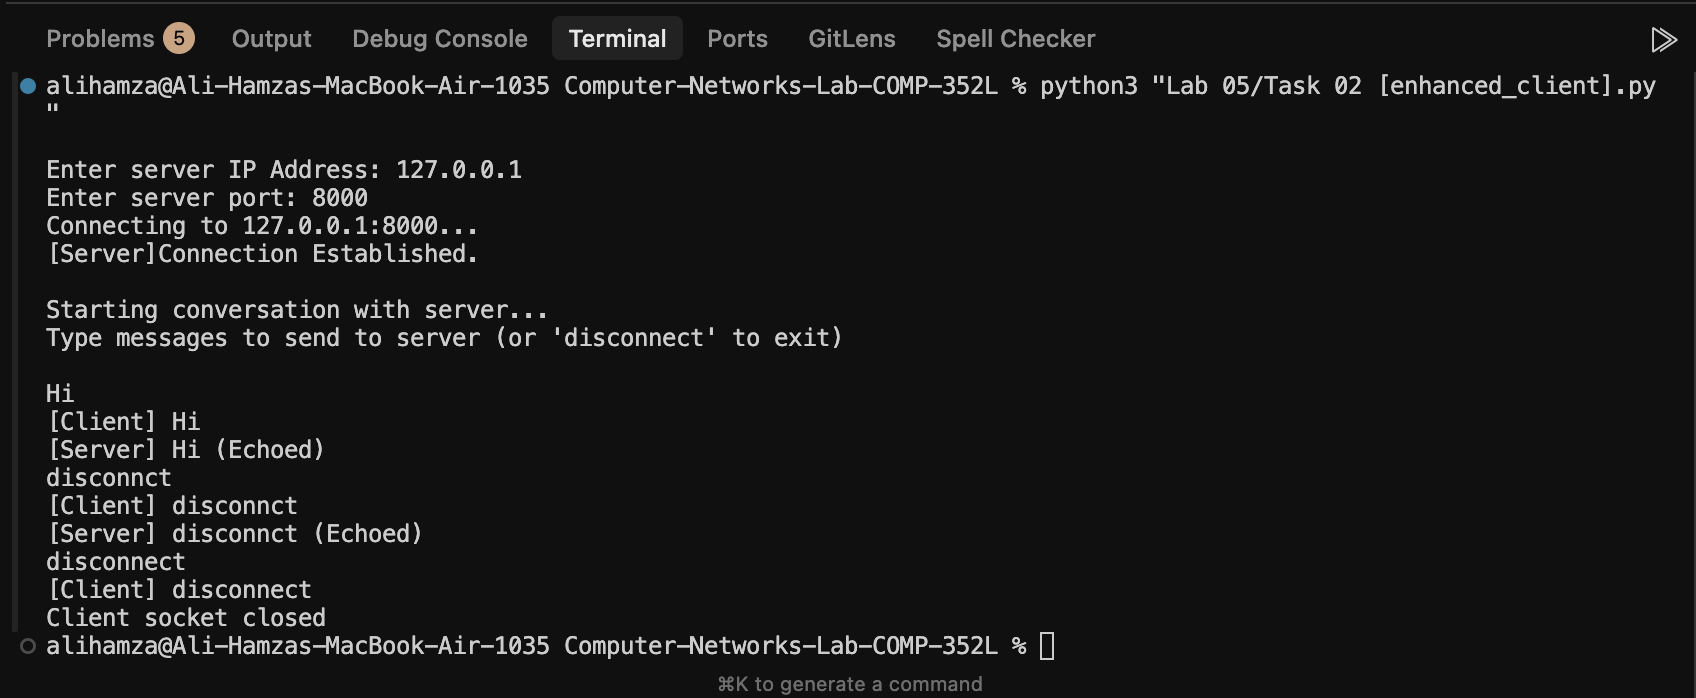 Problems 5 Output Debug Console Terminal Ports GitLens Spell Checker
alihamza@Ali-Hamzas-MacBook-Air-1035 Computer-Networks-Lab-COMP-352L % python3 "Lab 05/Task 02 [enhanced_client].py
"
Enter server IP Address: 127.0.0.1
Enter server port: 8000
Connecting to 127.0.0.1:8000...
[Server]Connection Established.
Starting conversation with server...
Type messages to send to server (or 'disconnect' to exit)
Hi
[Client] Hi
[Server] Hi (Echoed)
disconnct
[Client] disconnct
[Server] disconnct (Echoed)
disconnect
[Client] disconnect
Client socket closed
alihamza@Ali-Hamzas-MacBook-Air-1035 Computer-Networks-Lab-COMP-352L %
⌘K to generate a command